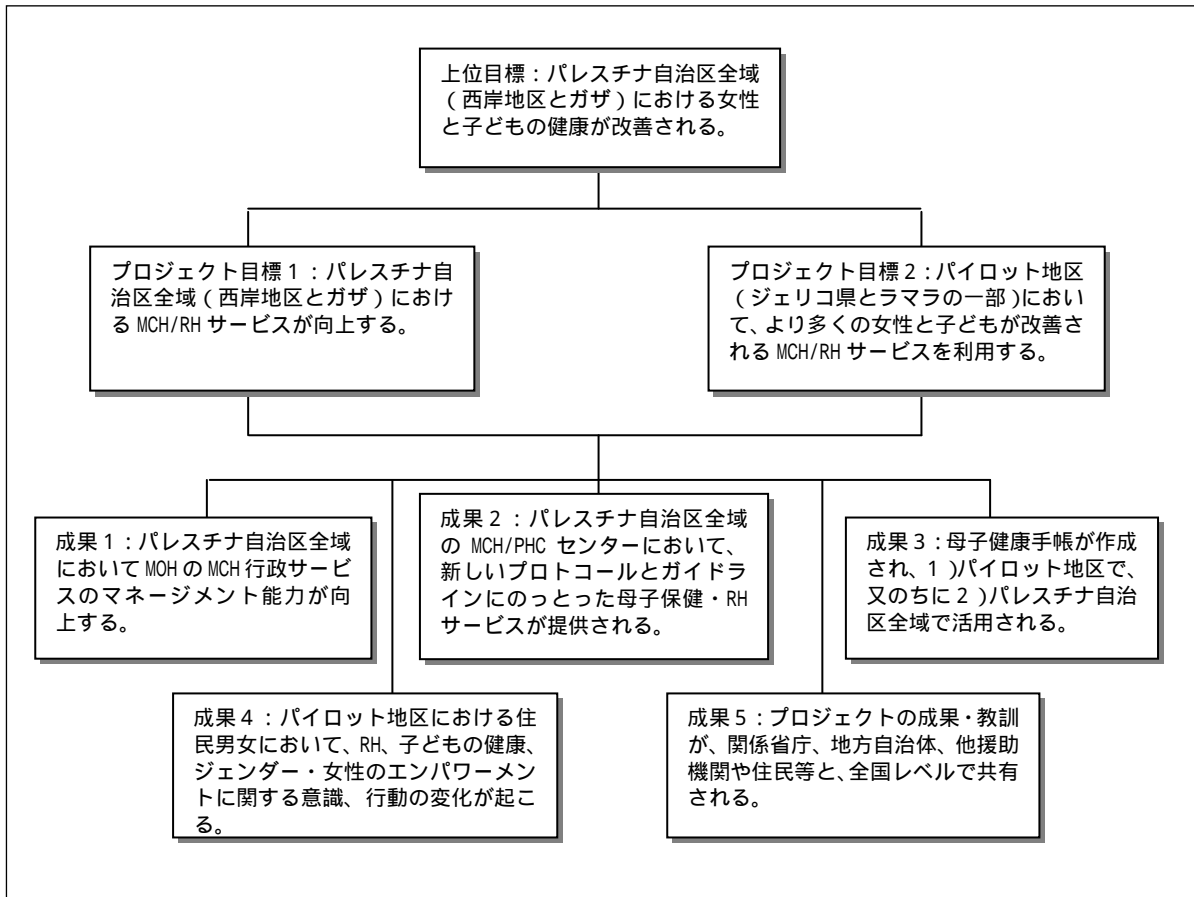 上位目標：パレスチナ自治区全域
（西岸地区とガザ）における女性
と子どもの健康が改善される。
プロジェクト目標1：パレスチナ自
治区全域（西岸地区とガザ）におけ
る MCH/RH サービスが向上する。
プロジェクト目標2：パイロット地区
（ジェリコ県とラマラの一部）におい
て、より多くの女性と子どもが改善さ
れる MCH/RH サービスを利用する。
成果1：パレスチナ自治区全域
において MOH の MCH 行政サービ
スのマネージメント能力が向
上する。
成果2：パレスチナ自治区全域
の MCH/PHC センターにおいて、
新しいプロトコールとガイドラ
インにのっとった母子保健・RH
サービスが提供される。
成果3：母子健康手帳が作成
され、1）パイロット地区で、
又のちに 2）パレスチナ自治
区全域で活用される。
成果4：パイロット地区における住
民男女において、RH、子どもの健康、
ジェンダー・女性のエンパワーメン
トに関する意識、行動の変化が起こ
る。
成果5：プロジェクトの成果・教訓
が、関係省庁、地方自治体、他援助
機関や住民等と、全国レベルで共有
される。